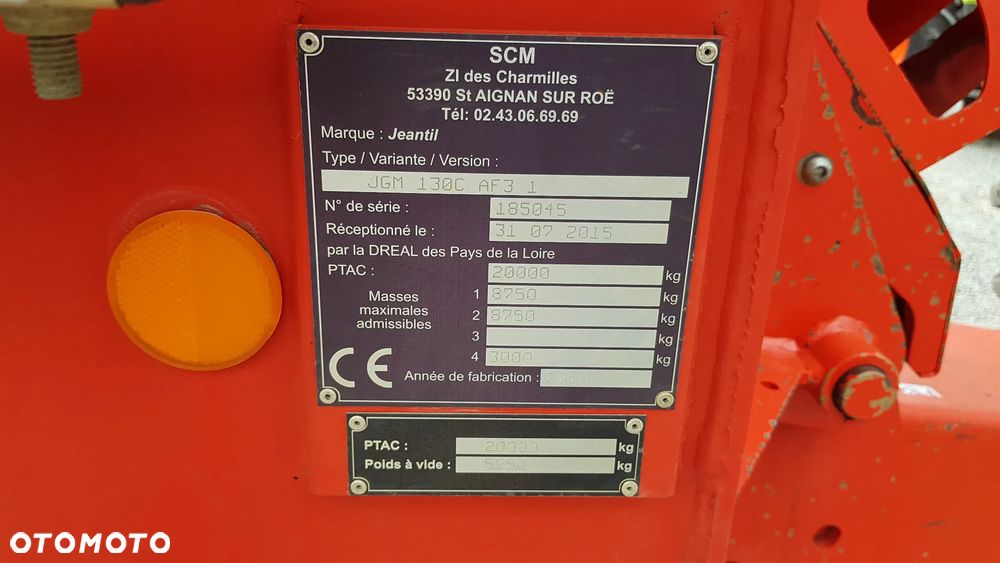 SCM
ZI des Charmilles
53390 St AIGNAN SUR ROË
Tél: 02.43.06.69.69
Marque : Jeantil
Type / Variante / Version :
JGM 130C AF3 1
N° de série : 185045
Réceptionné le : 31 07 2015
par la DREAL des Pays de la Loire
PTAC : 20000 kg
Masses maximales admissibles
1 8750 kg
2 8750 kg
3 kg
4 3000 kg
CE
Année de fabrication :
PTAC : 20000 kg
Poids à vide : kg
OTOMOTO